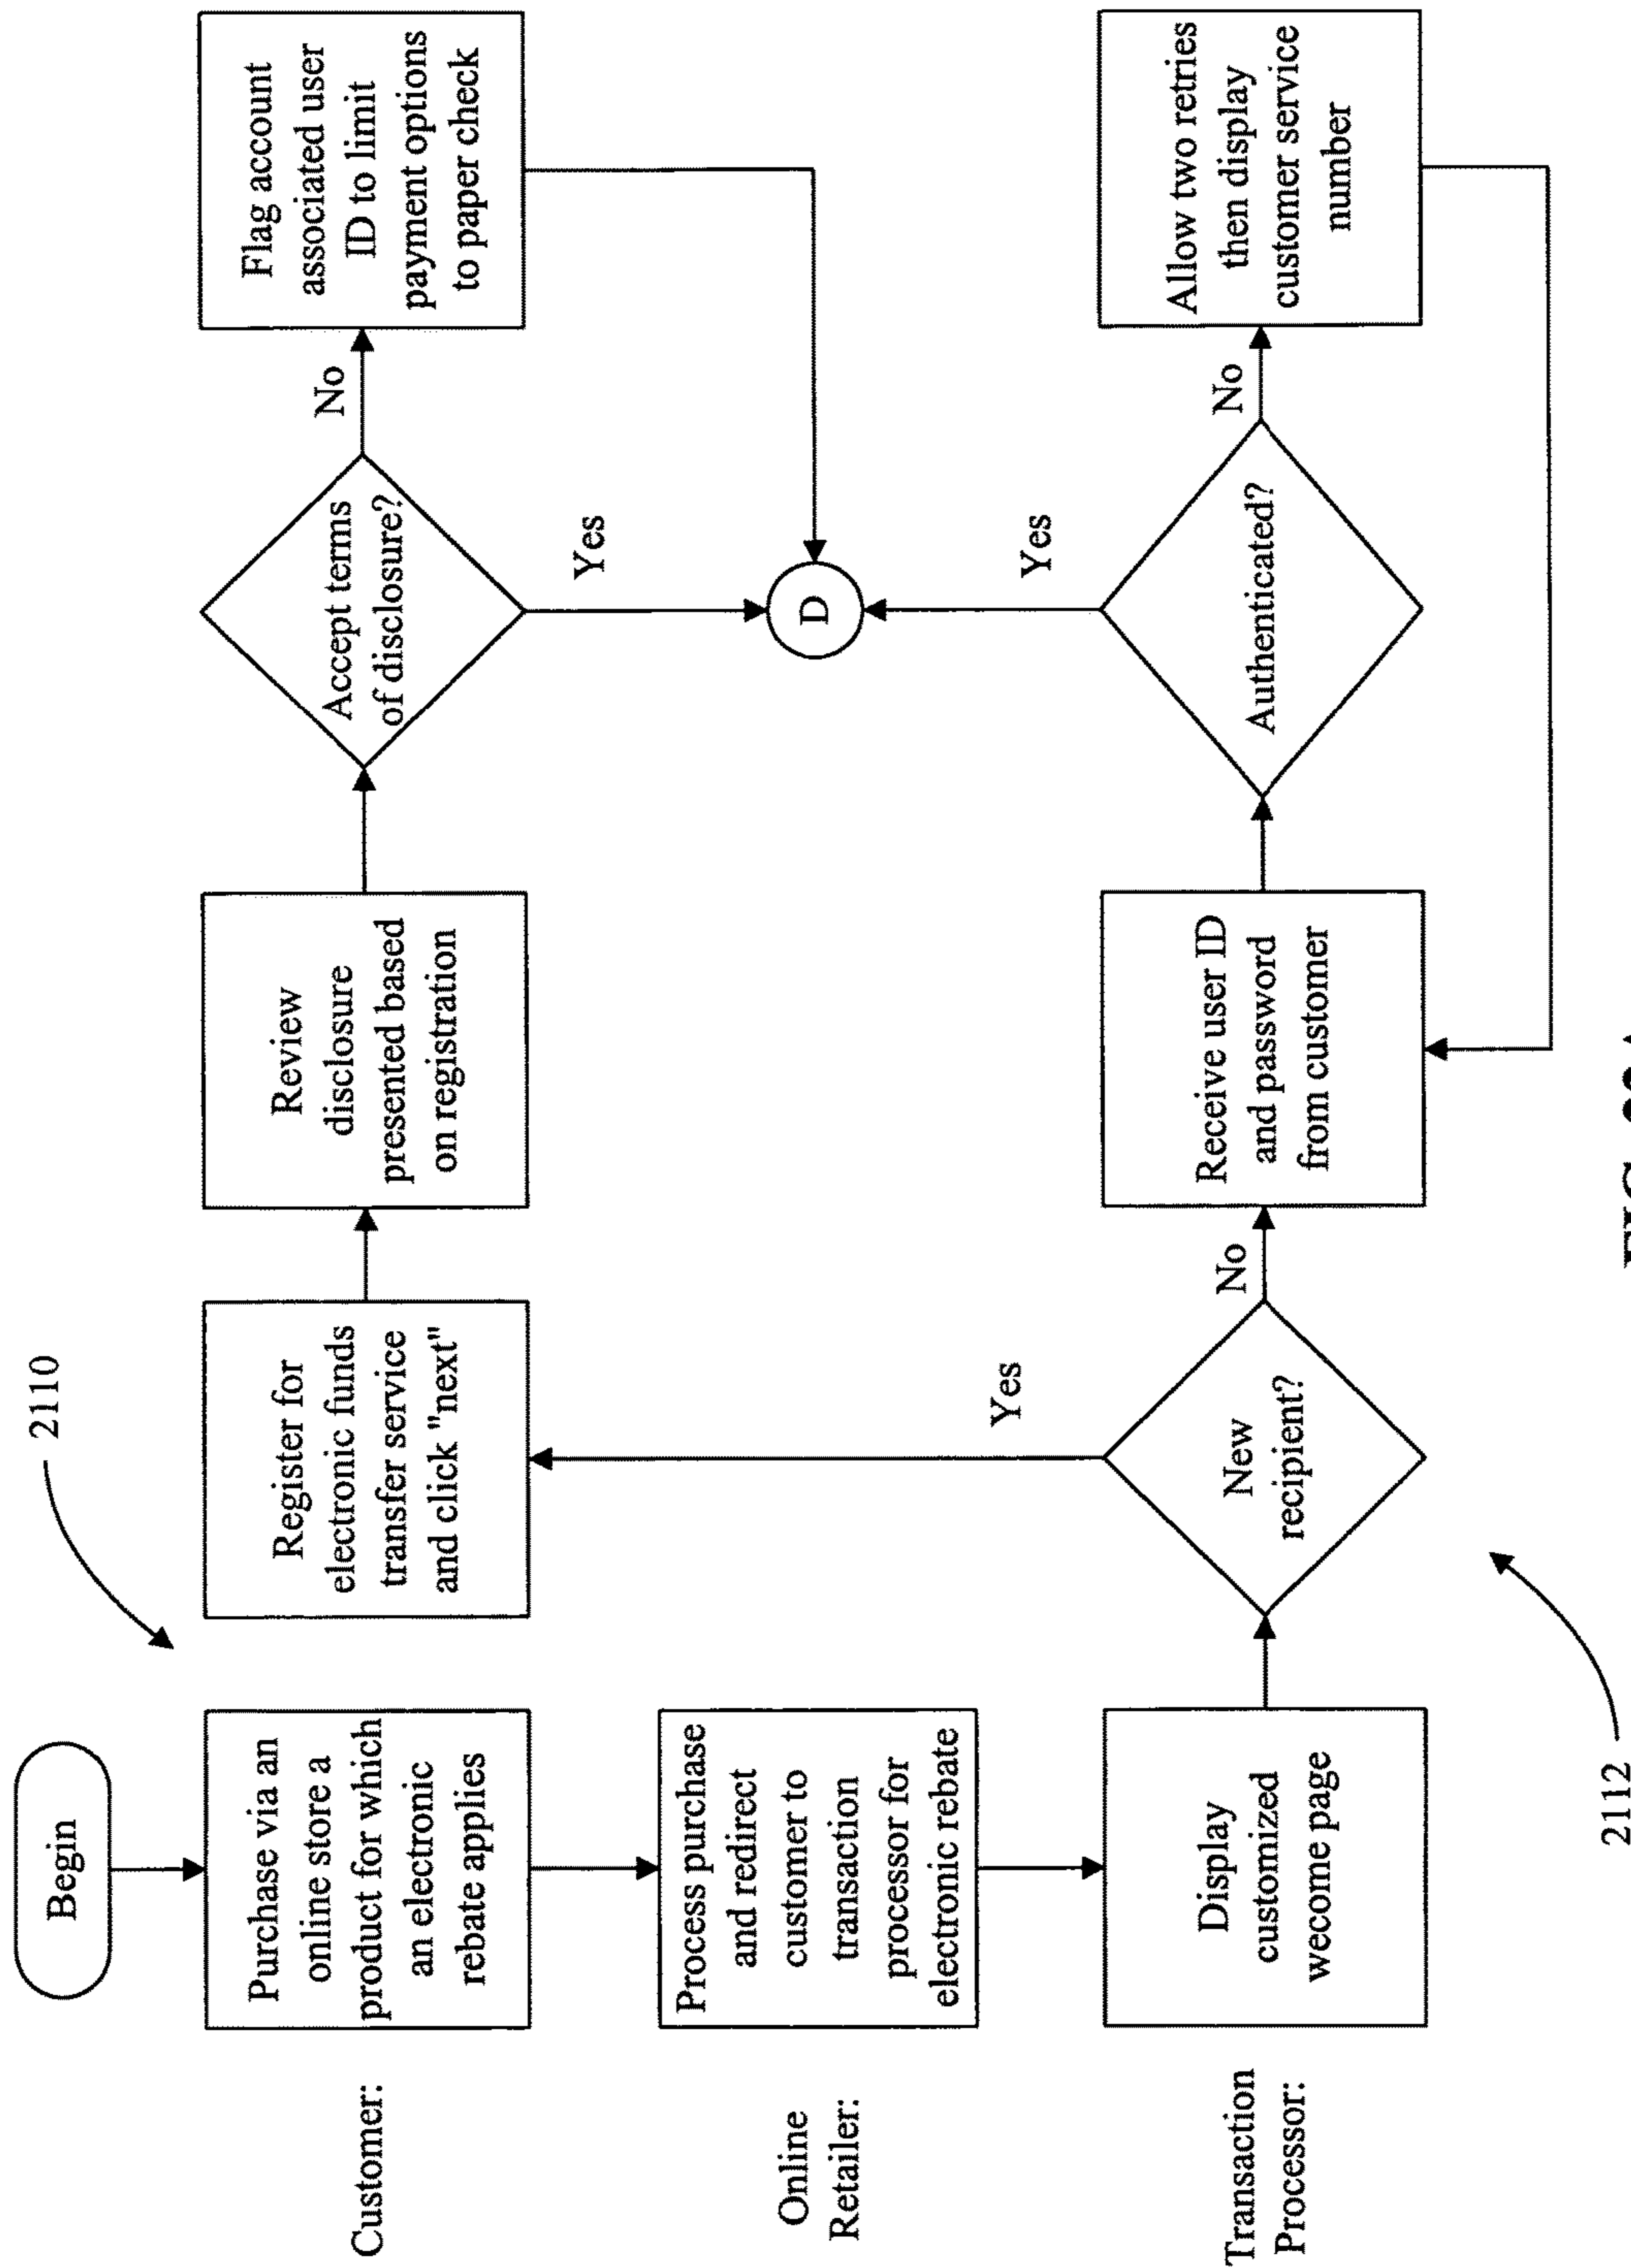 Begin
2110
Customer:
Purchase via an
online store a
product for which
an electronic
rebate applies
Register for
electronic funds
transfer service
and click "next"
Review
disclosure
presented based
on registration
Accept terms
of disclosure?
No
Flag account
associated user
ID to limit
payment options
to paper check
Yes
Online
Retailer:
Process purchase
and redirect
customer to
transaction
processor for
electronic rebate
D
Yes
Yes
Transaction
Processor:
Display
customized
wecome page
New
recipient?
No
Receive user ID
and password
from customer
Authenticated?
No
Allow two retries
then display
customer service
number
2112
FIG.